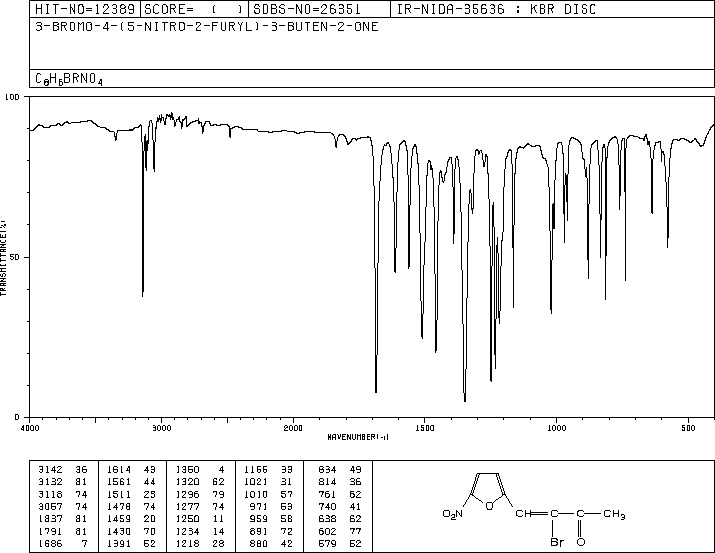 HIT-NO=12389 SCORE= ( ) SDBS-NO=26351 IR-NIDA-35636 : KBR DISC
3-BROMO-4-(5-NITRO-2-FURYL)-3-BUTEN-2-ONE
C8H6BRNO4
100
TRANSMITTANCE(%)
50
0
4000 3000 2000 1500 1000 500
WAVENUMBER(-1)
3142 36 1614 43 1350 4 1166 33 834 49
3132 81 1561 44 1320 62 1021 31 814 36
3118 74 1511 23 1296 79 1010 57 761 62
3057 74 1478 74 1277 74 971 53 740 41
1837 81 1459 20 1250 11 959 58 638 62
1791 81 1430 70 1234 14 891 72 602 77
1686 7 1391 52 1218 28 880 42 579 52
O2N O CH C C CH3
Br O